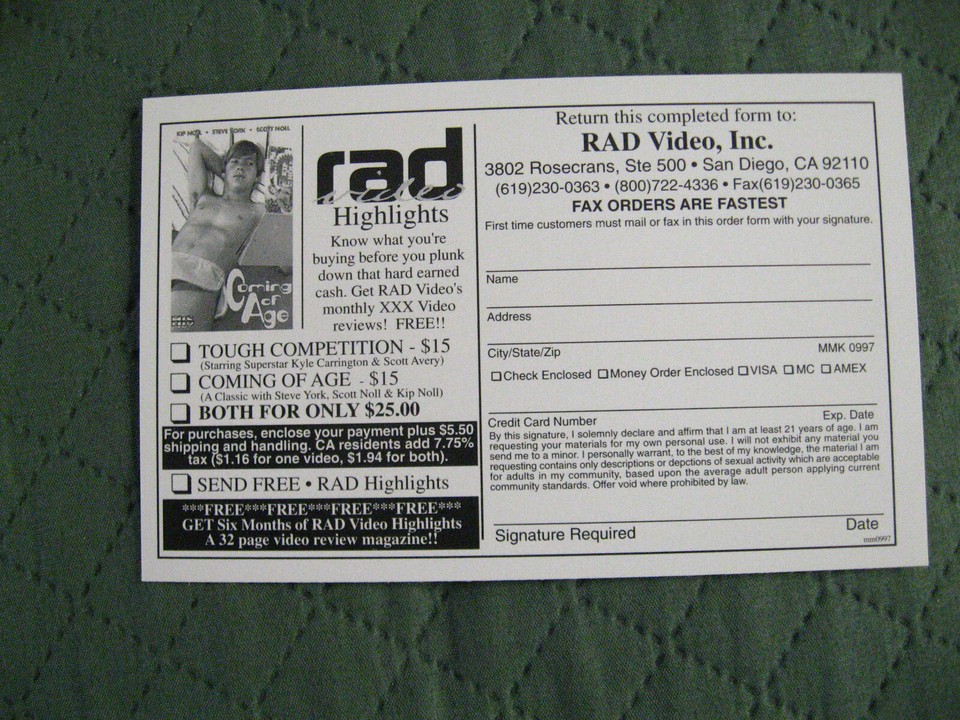 KIP NOLL • STEVE YORK • SCOTT NOLL
Coming
of
Age
rad
video
Highlights
Know what you're
buying before you plunk
down that hard earned
cash. Get RAD Video's
monthly XXX Video
reviews! FREE!!
TOUGH COMPETITION - $15
(Starring Superstar Kyle Carrington & Scott Avery)
COMING OF AGE - $15
(A Classic with Steve York, Scott Noll & Kip Noll)
BOTH FOR ONLY $25.00
For purchases, enclose your payment plus $5.50
shipping and handling. CA residents add 7.75%
tax ($1.16 for one video, $1.94 for both).
SEND FREE • RAD Highlights
***FREE***FREE***FREE***FREE***
GET Six Months of RAD Video Highlights
A 32 page video review magazine!!
Return this completed form to:
RAD Video, Inc.
3802 Rosecrans, Ste 500 • San Diego, CA 92110
(619)230-0363 • (800)722-4336 • Fax(619)230-0365
FAX ORDERS ARE FASTEST
First time customers must mail or fax in this order form with your signature.
Name
Address
City/State/Zip MMK 0997
Check Enclosed Money Order Enclosed VISA MC AMEX
Credit Card Number Exp. Date
By this signature, I solemnly declare and affirm that I am at least 21 years of age. I am
requesting your materials for my own personal use. I will not exhibit any material you
send me to a minor. I personally warrant, to the best of my knowledge, the material I am
requesting contains only descriptions or depctions of sexual activity which are acceptable
for adults in my community, based upon the average adult person applying current
community standards. Offer void where prohibited by law.
Signature Required Date
mm0997